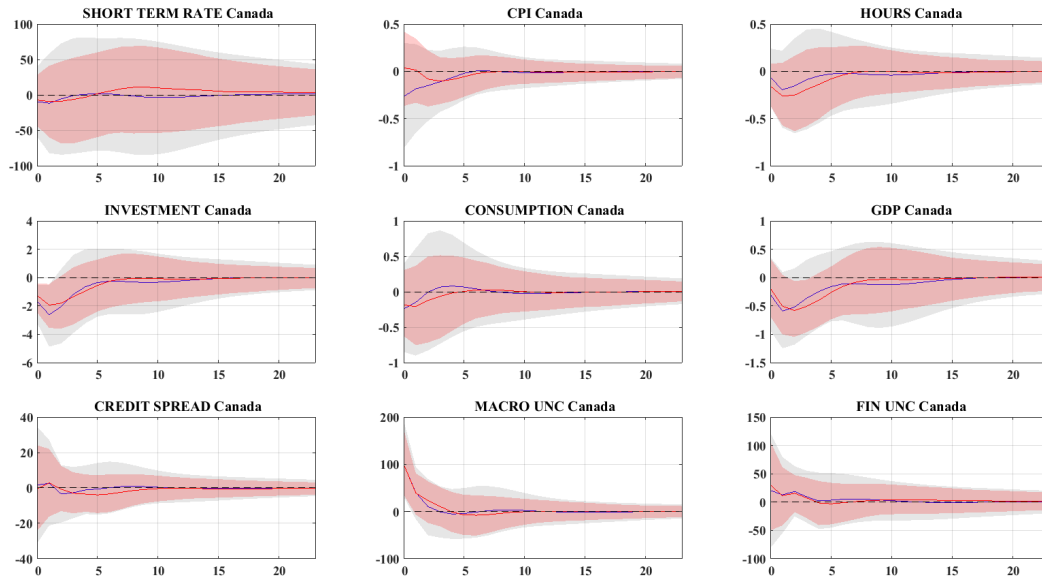 SHORT TERM RATE Canada
100
50
0
-50
-100
0 5 10 15 20
CPI Canada
0.5
0
-0.5
-1
0 5 10 15 20
HOURS Canada
0.5
0
-0.5
-1
0 5 10 15 20
INVESTMENT Canada
4
2
0
-2
-4
-6
0 5 10 15 20
CONSUMPTION Canada
1
0.5
0
-0.5
-1
0 5 10 15 20
GDP Canada
1
0.5
0
-0.5
-1
-1.5
0 5 10 15 20
CREDIT SPREAD Canada
40
20
0
-20
-40
0 5 10 15 20
MACRO UNC Canada
200
100
0
-100
0 5 10 15 20
FIN UNC Canada
150
100
50
0
-50
-100
0 5 10 15 20